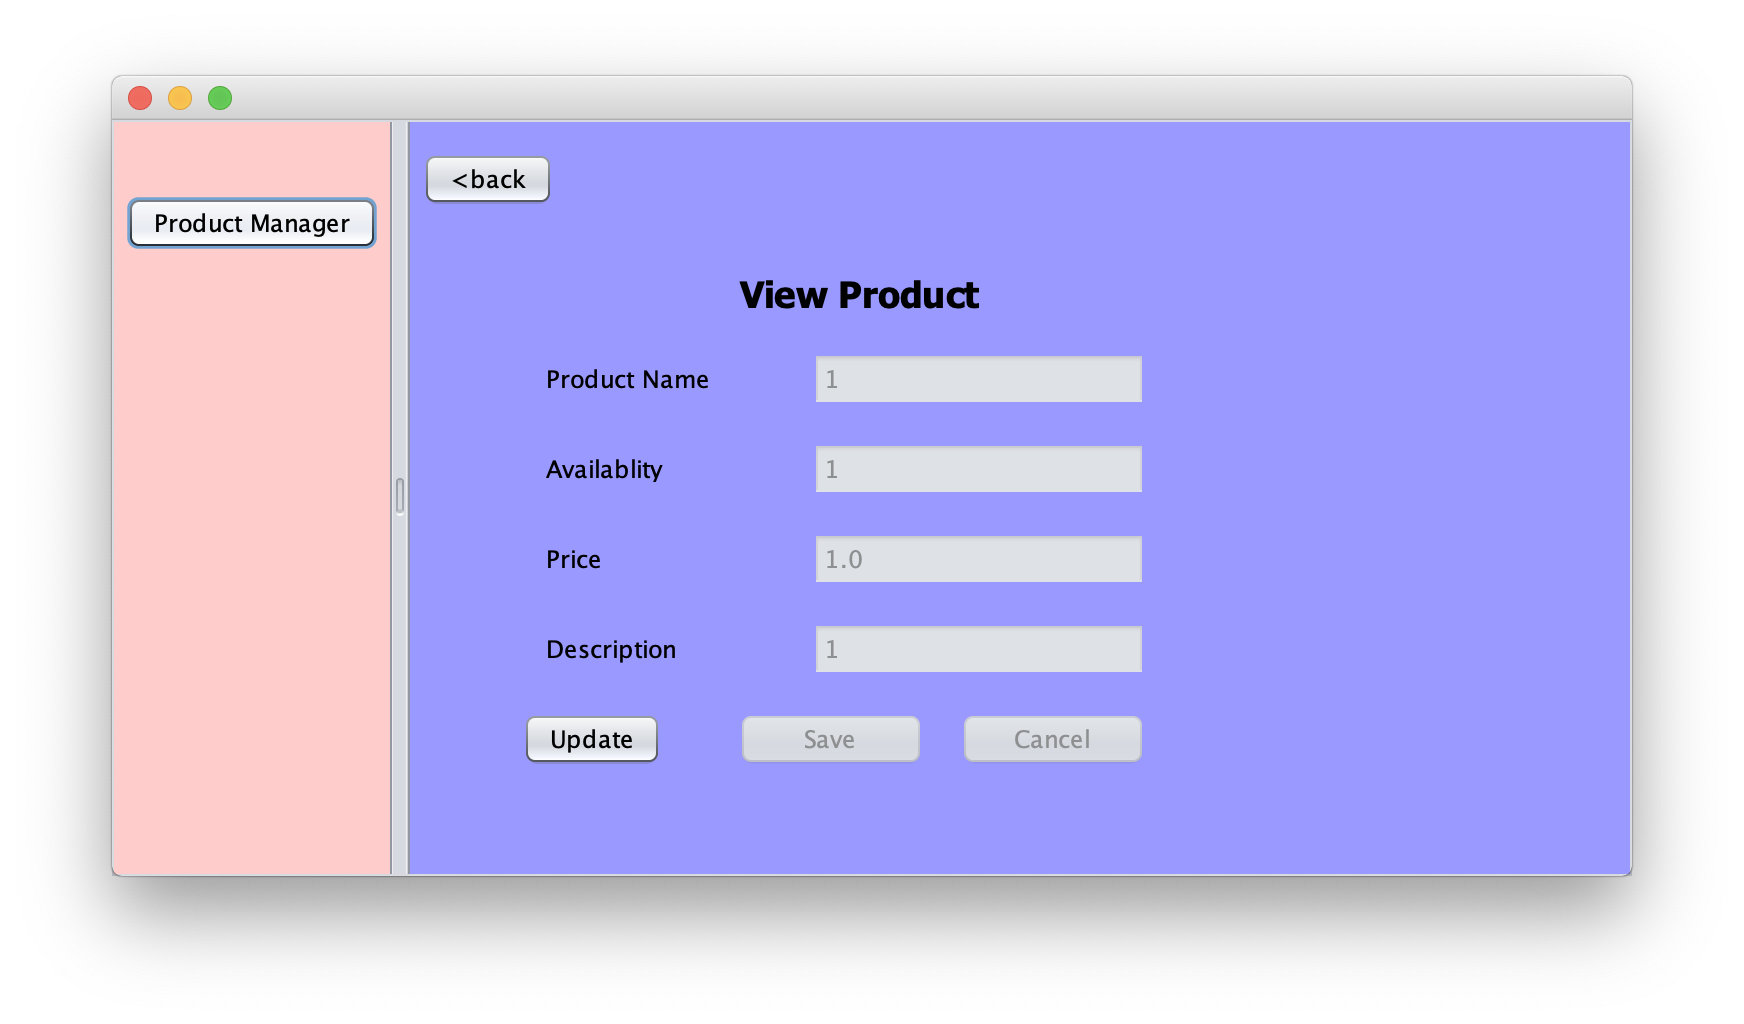 <back
Product Manager
View Product
Product Name 1
Availablity 1
Price 1.0
Description 1
Update Save Cancel